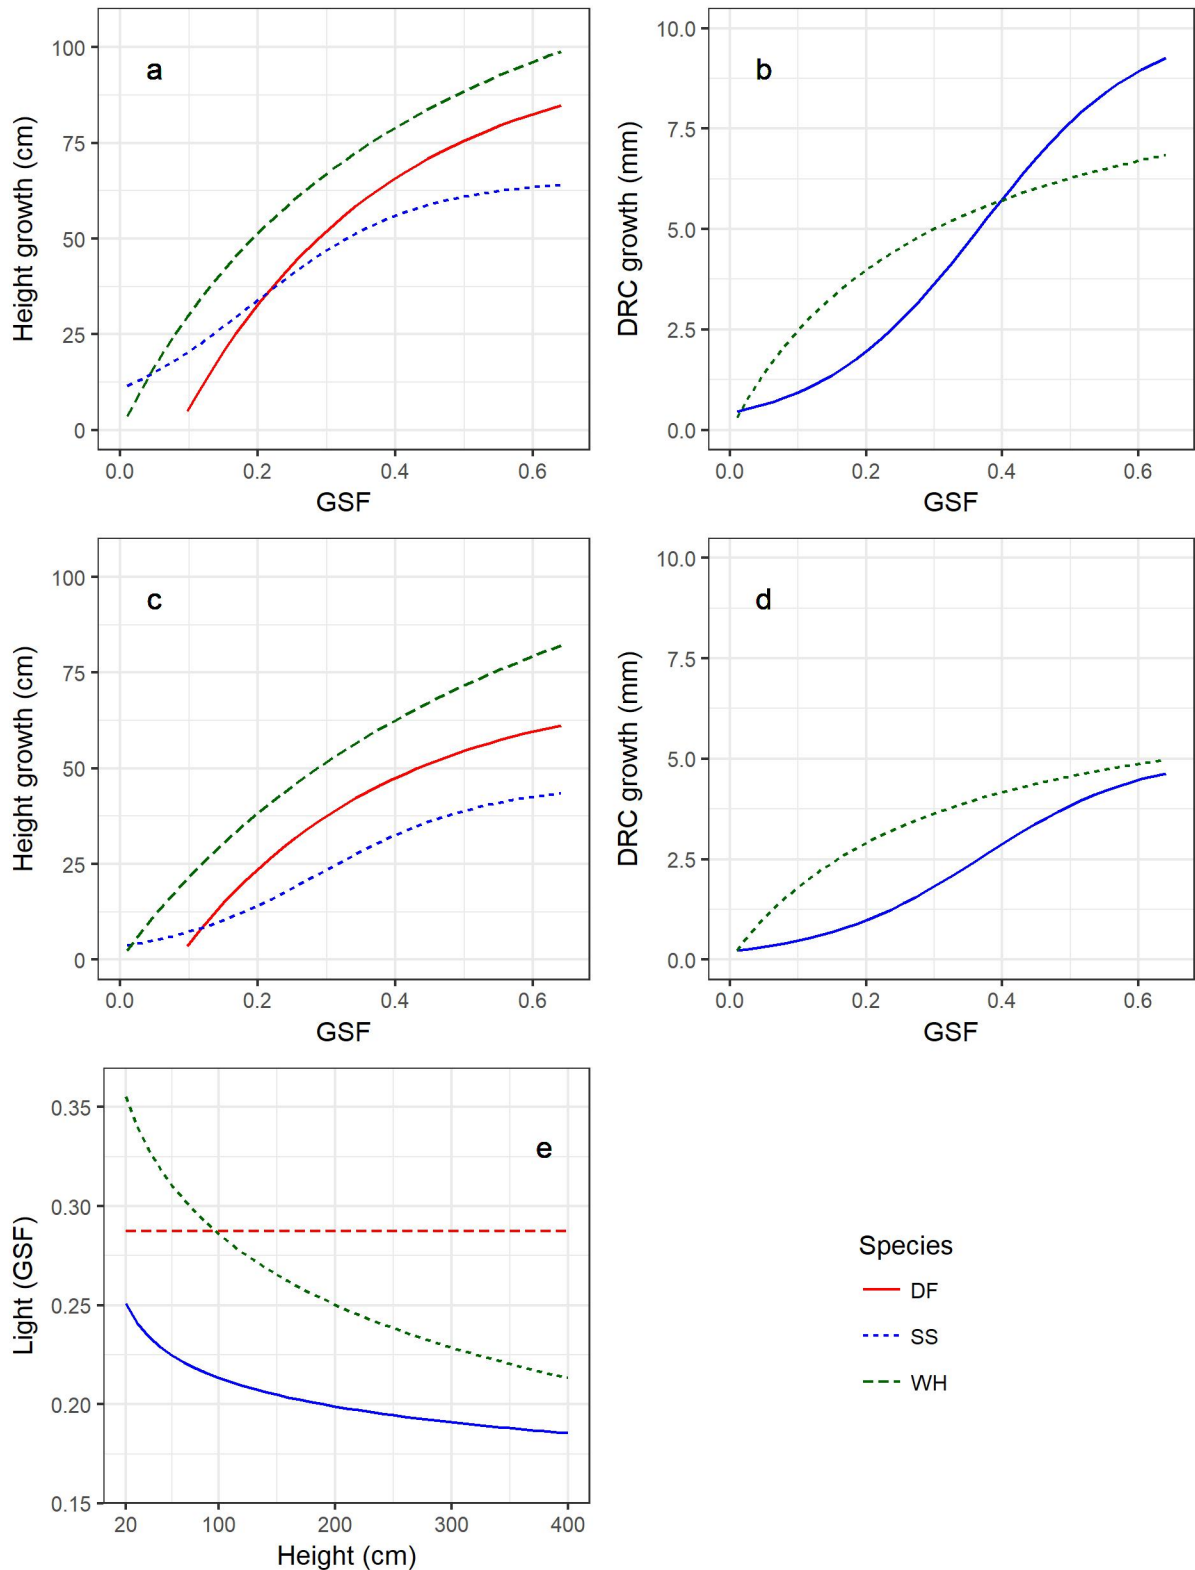 100
75
50
25
0
Height growth (cm)
a
0.0 0.2 0.4 0.6
GSF
10.0
7.5
5.0
2.5
0.0
DRC growth (mm)
b
0.0 0.2 0.4 0.6
GSF
100
75
50
25
0
Height growth (cm)
c
0.0 0.2 0.4 0.6
GSF
10.0
7.5
5.0
2.5
0.0
DRC growth (mm)
d
0.0 0.2 0.4 0.6
GSF
0.35
0.30
0.25
0.20
0.15
Light (GSF)
e
20 100 200 300 400
Height (cm)
Species
DF
SS
WH